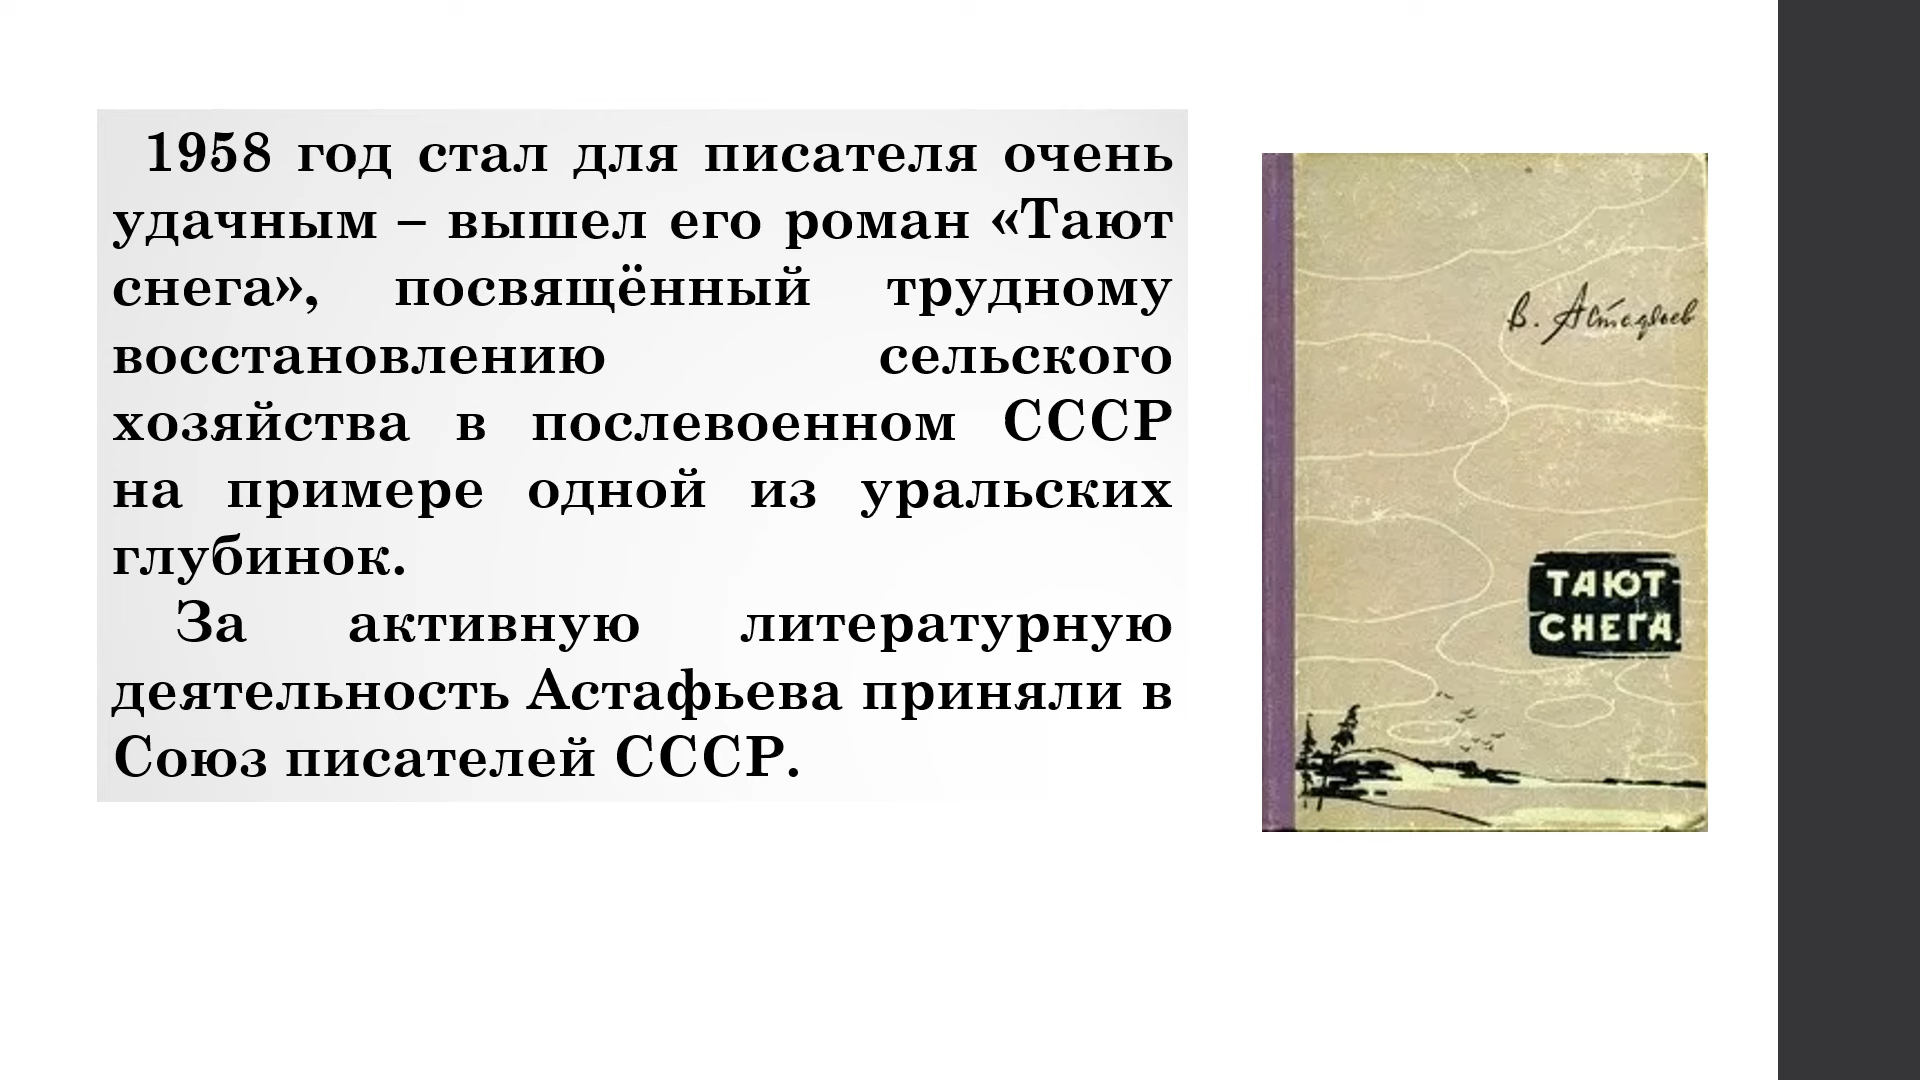 1958 год стал для писателя очень
удачным – вышел его роман «Тают
снега», посвящённый трудному
восстановлению сельского
хозяйства в послевоенном СССР
на примере одной из уральских
глубинок.
За активную литературную
деятельность Астафьева приняли в
Союз писателей СССР.
В. Астафьев
ТАЮТ
СНЕГА